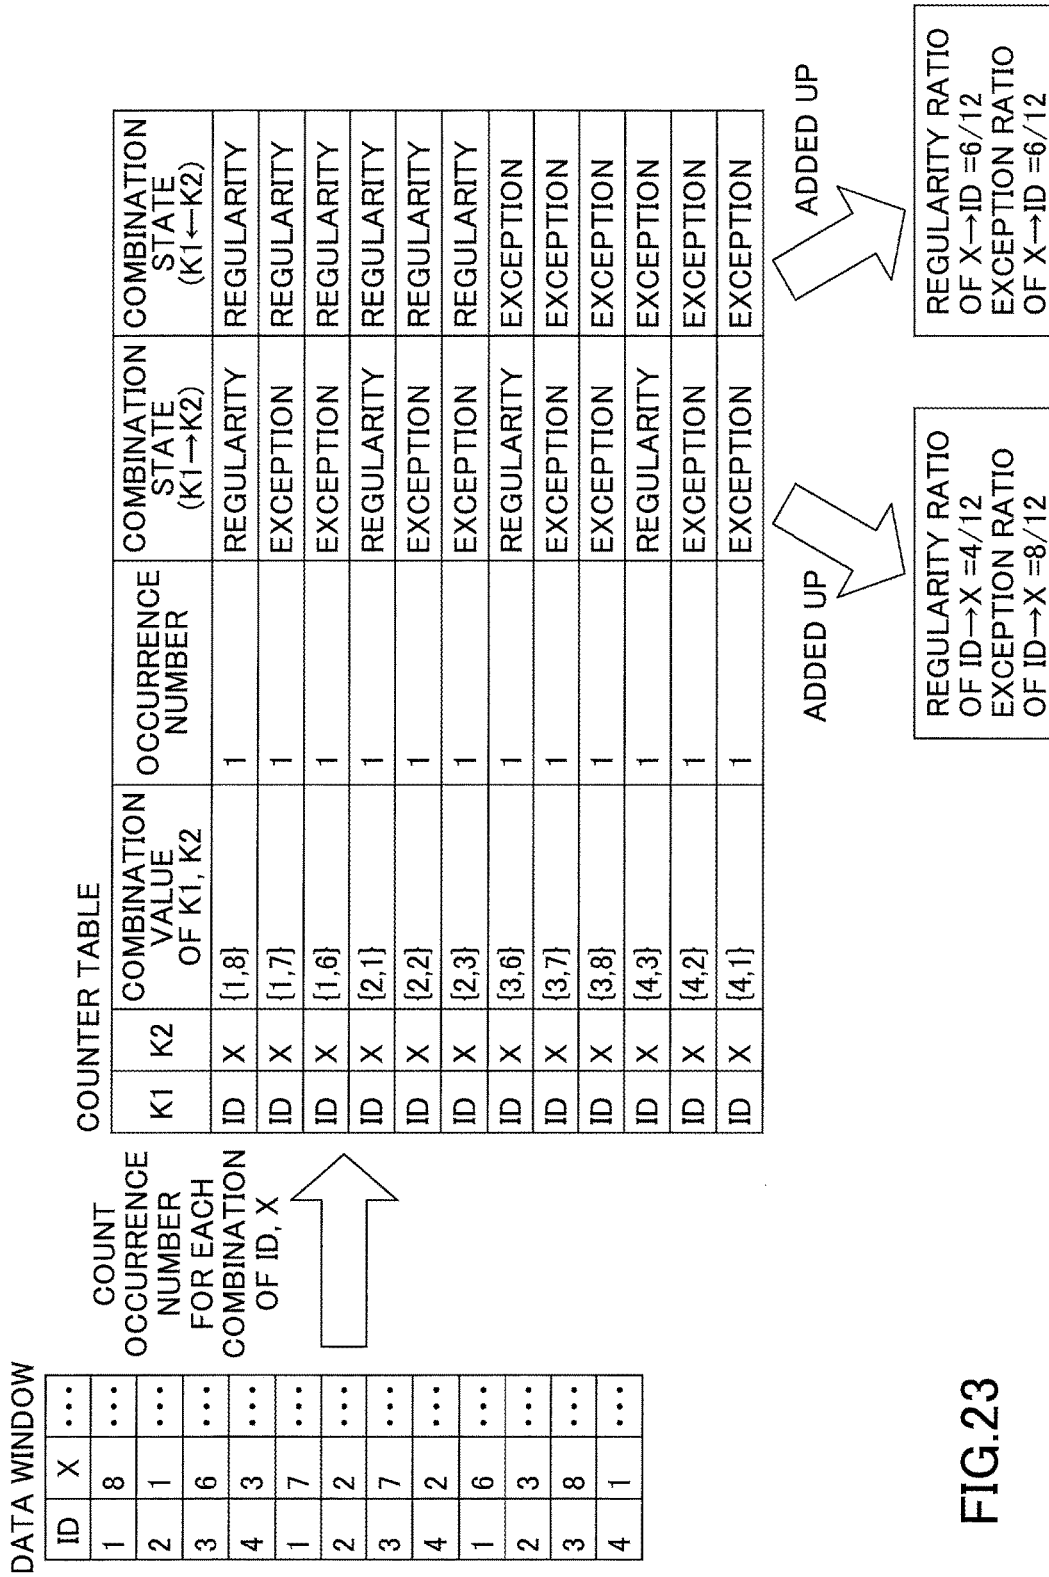 DATA WINDOW
ID X ...
1 8 ...
2 1 ...
3 6 ...
4 3 ...
1 7 ...
2 2 ...
3 7 ...
4 2 ...
1 6 ...
2 3 ...
3 8 ...
4 1 ...
COUNT
OCCURRENCE
NUMBER
FOR EACH
COMBINATION
OF ID, X
COUNTER TABLE
K1 K2 COMBINATION VALUE OF K1, K2 OCCURRENCE NUMBER COMBINATION STATE (K1→K2) COMBINATION STATE (K1←K2)
ID X {1,8} 1 REGULARITY REGULARITY
ID X {1,7} 1 EXCEPTION REGULARITY
ID X {1,6} 1 EXCEPTION REGULARITY
ID X {2,1} 1 REGULARITY REGULARITY
ID X {2,2} 1 EXCEPTION REGULARITY
ID X {2,3} 1 EXCEPTION REGULARITY
ID X {3,6} 1 REGULARITY EXCEPTION
ID X {3,7} 1 EXCEPTION EXCEPTION
ID X {3,8} 1 EXCEPTION EXCEPTION
ID X {4,3} 1 REGULARITY EXCEPTION
ID X {4,2} 1 EXCEPTION EXCEPTION
ID X {4,1} 1 EXCEPTION EXCEPTION
ADDED UP
ADDED UP
REGULARITY RATIO
OF ID→X =4/12
EXCEPTION RATIO
OF ID→X =8/12
REGULARITY RATIO
OF X→ID =6/12
EXCEPTION RATIO
OF X→ID =6/12
FIG.23